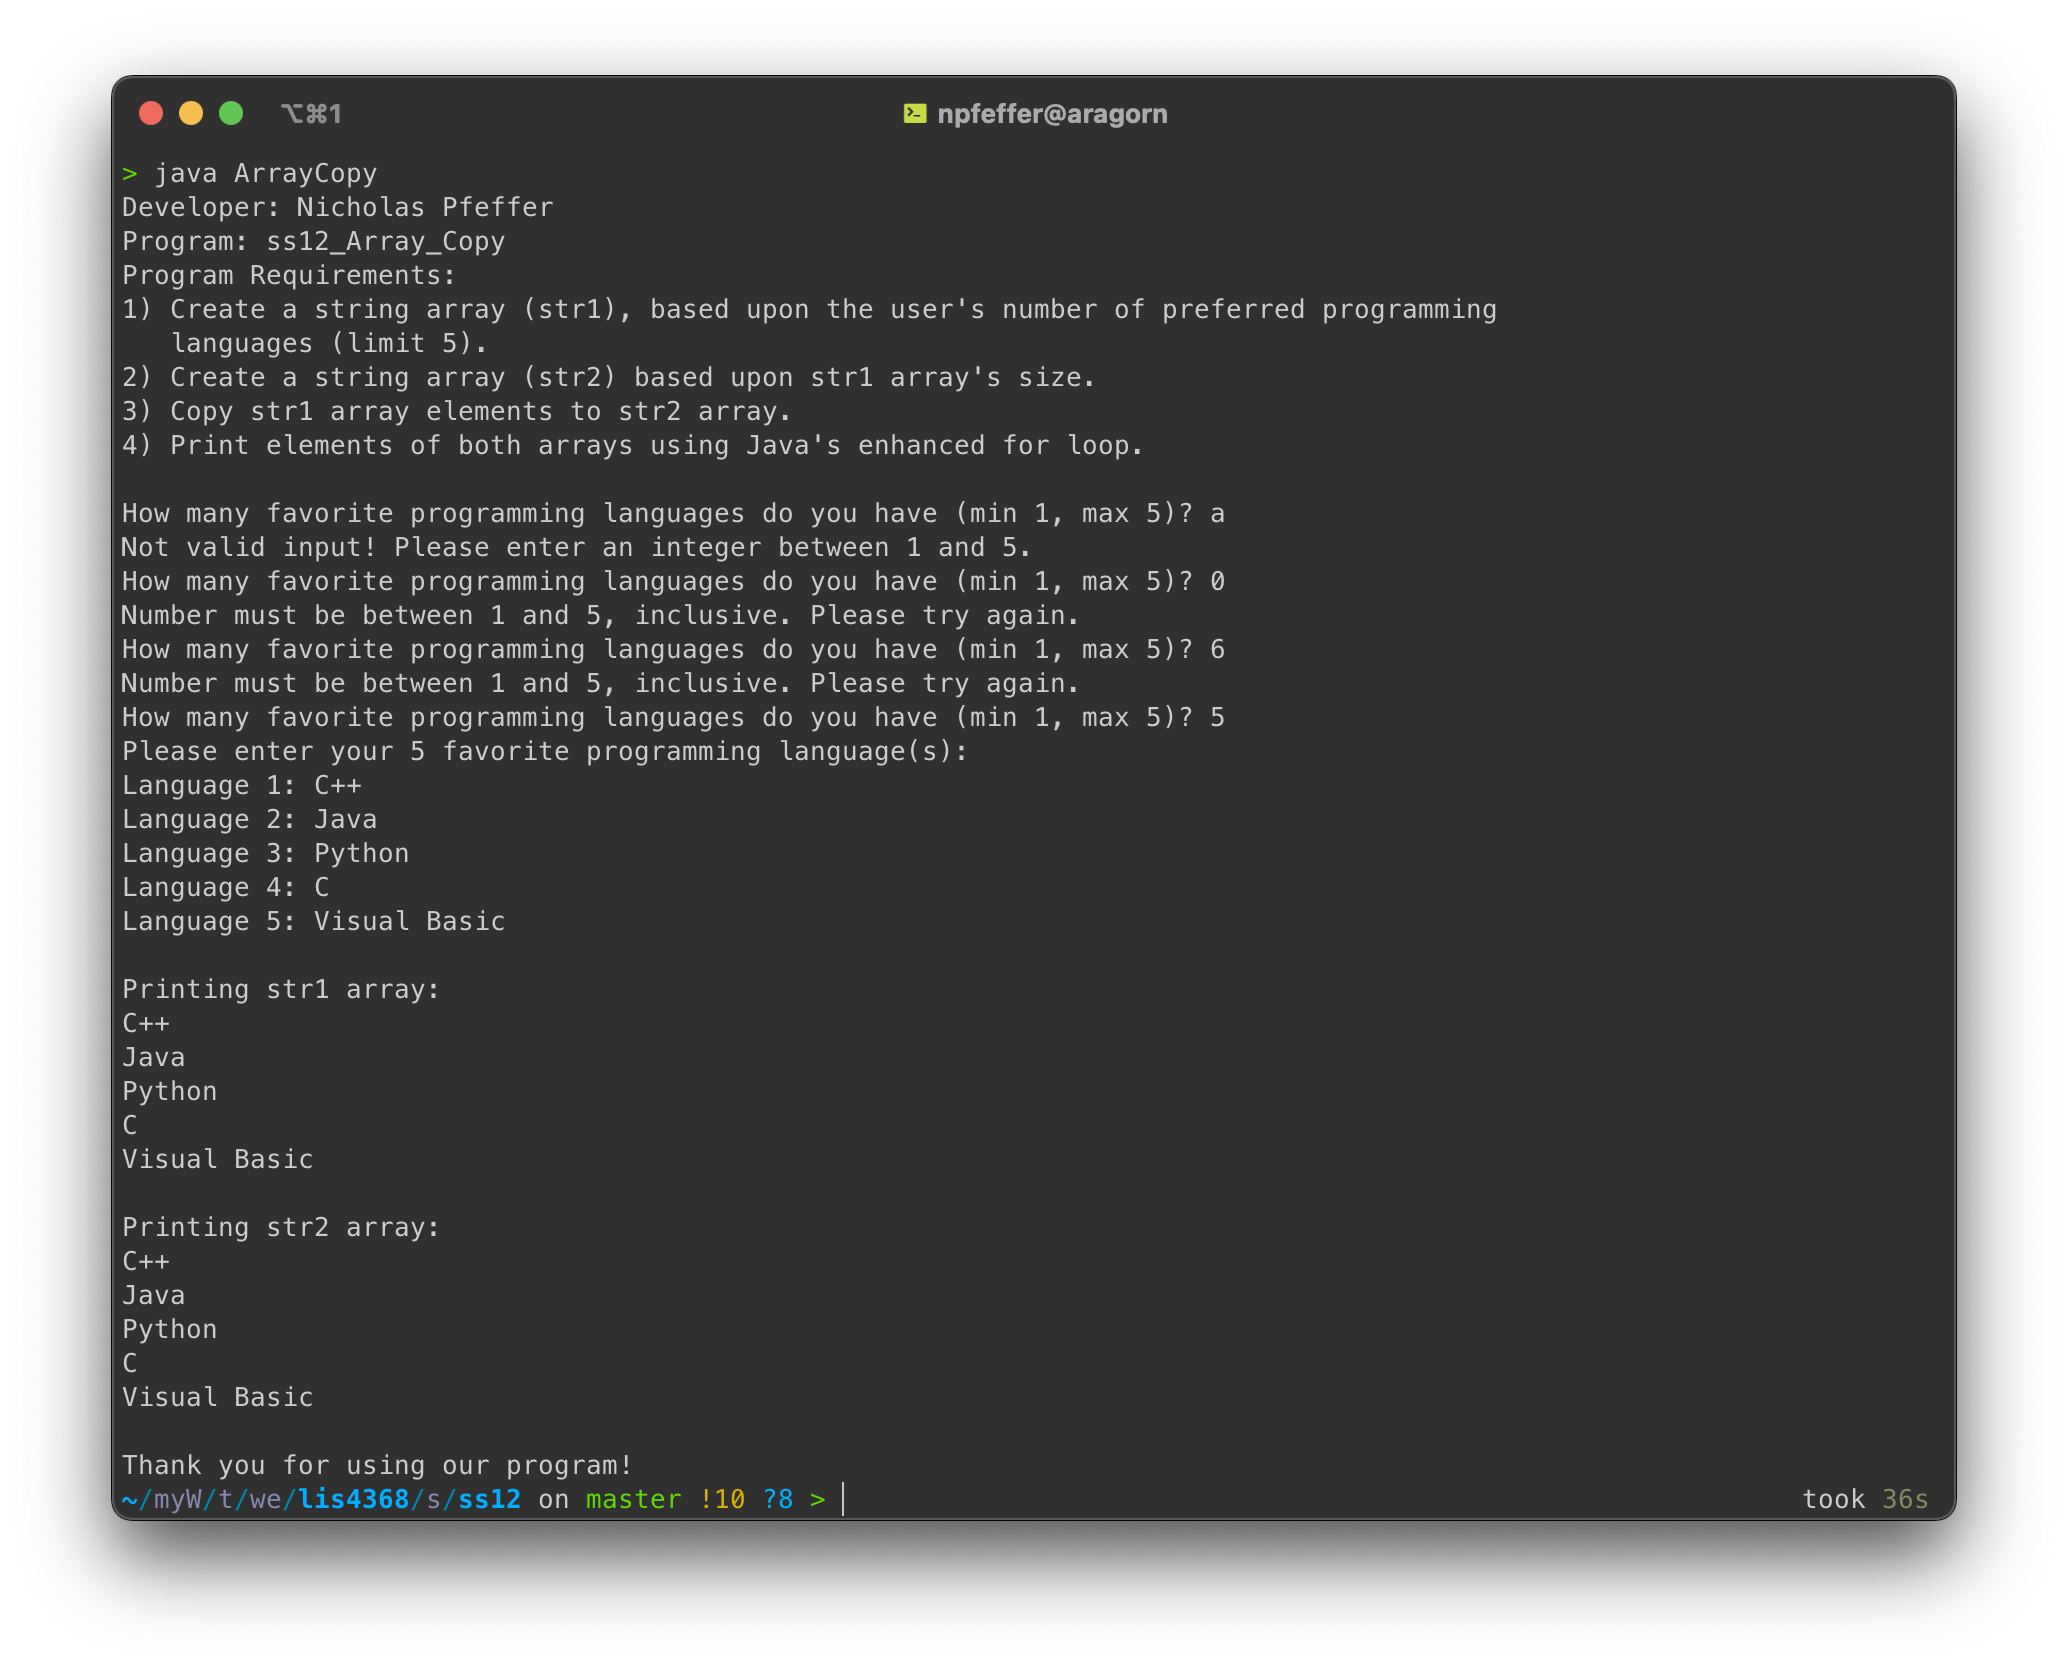 ⌥⌘1
npfeffer@aragorn
> java ArrayCopy
Developer: Nicholas Pfeffer
Program: ss12_Array_Copy
Program Requirements:
1) Create a string array (str1), based upon the user's number of preferred programming
   languages (limit 5).
2) Create a string array (str2) based upon str1 array's size.
3) Copy str1 array elements to str2 array.
4) Print elements of both arrays using Java's enhanced for loop.

How many favorite programming languages do you have (min 1, max 5)? a
Not valid input! Please enter an integer between 1 and 5.
How many favorite programming languages do you have (min 1, max 5)? 0
Number must be between 1 and 5, inclusive. Please try again.
How many favorite programming languages do you have (min 1, max 5)? 6
Number must be between 1 and 5, inclusive. Please try again.
How many favorite programming languages do you have (min 1, max 5)? 5
Please enter your 5 favorite programming language(s):
Language 1: C++
Language 2: Java
Language 3: Python
Language 4: C
Language 5: Visual Basic

Printing str1 array:
C++
Java
Python
C
Visual Basic

Printing str2 array:
C++
Java
Python
C
Visual Basic

Thank you for using our program!
~/myW/t/we/lis4368/s/ss12 on master !10 ?8 > took 36s